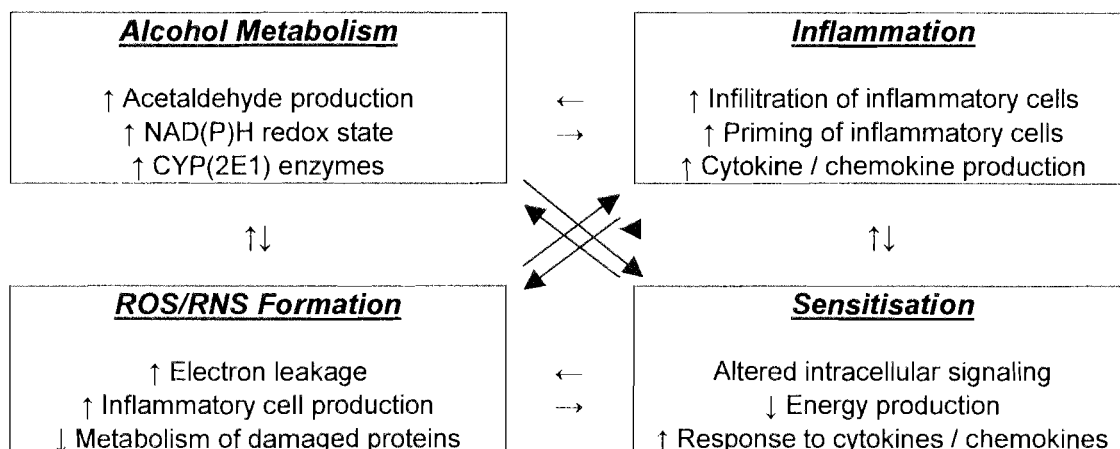 Alcohol Metabolism
↑ Acetaldehyde production
↑ NAD(P)H redox state
↑ CYP(2E1) enzymes
←
→
Inflammation
↑ Infilitration of inflammatory cells
↑ Priming of inflammatory cells
↑ Cytokine / chemokine production
↑↓
↑↓
ROS/RNS Formation
↑ Electron leakage
↑ Inflammatory cell production
↓ Metabolism of damaged proteins
←
→
Sensitisation
Altered intracellular signaling
↓ Energy production
↑ Response to cytokines / chemokines